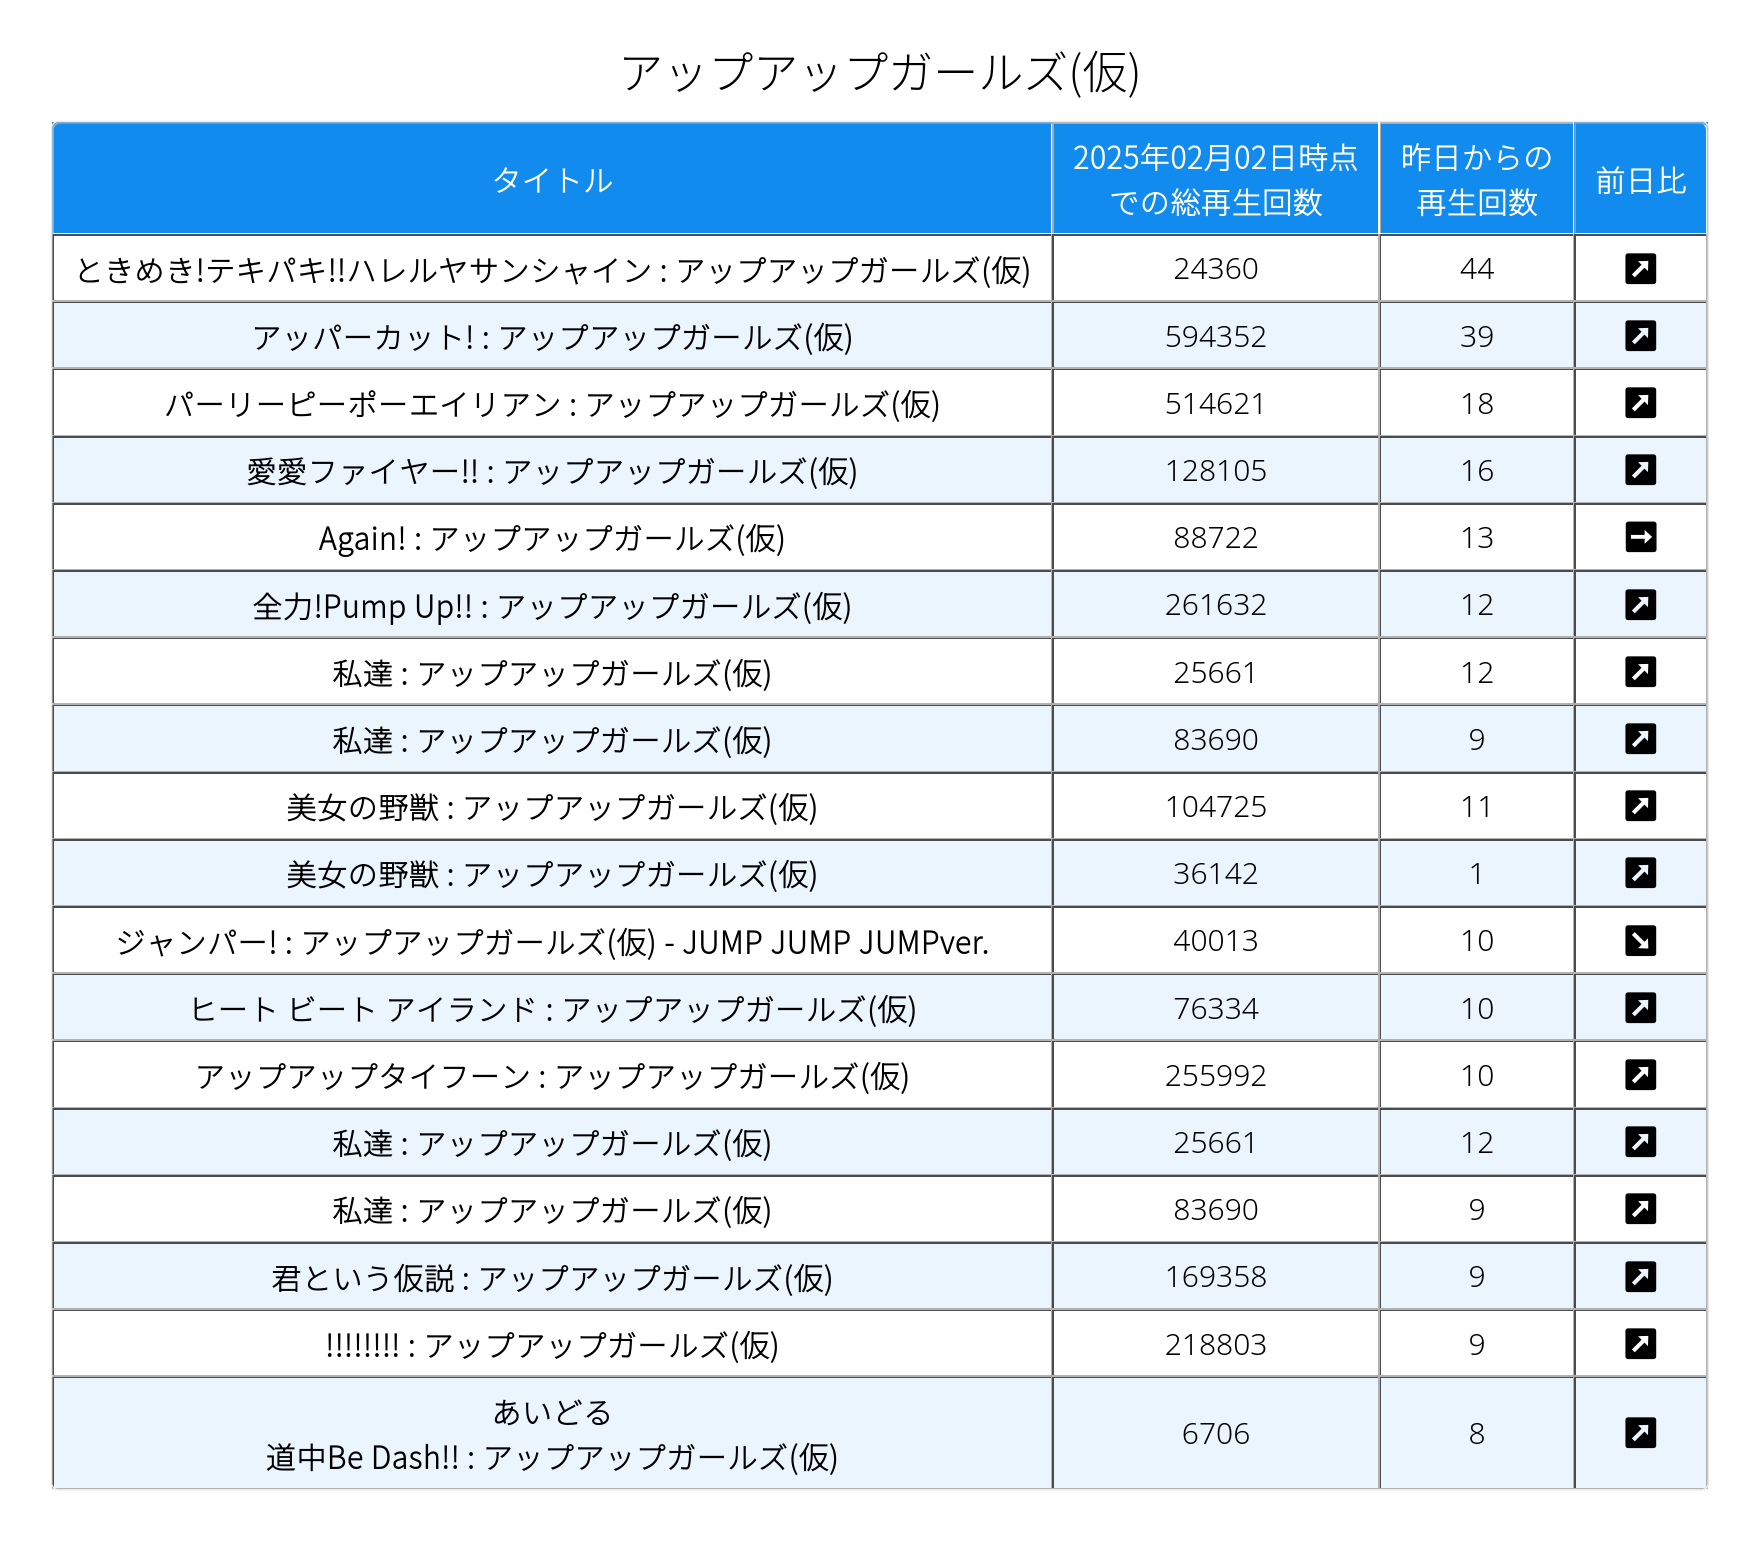 アップアップガールズ(仮)
タイトル 2025年02月02日時点での総再生回数 昨日からの再生回数 前日比
ときめき!テキパキ!!ハレルヤサンシャイン : アップアップガールズ(仮) 24360 44
アッパーカット! : アップアップガールズ(仮) 594352 39
パーリーピーポーエイリアン : アップアップガールズ(仮) 514621 18
愛愛ファイヤー!! : アップアップガールズ(仮) 128105 16
Again! : アップアップガールズ(仮) 88722 13
全力!Pump Up!! : アップアップガールズ(仮) 261632 12
私達 : アップアップガールズ(仮) 25661 12
私達 : アップアップガールズ(仮) 83690 9
美女の野獣 : アップアップガールズ(仮) 104725 11
美女の野獣 : アップアップガールズ(仮) 36142 1
ジャンパー! : アップアップガールズ(仮) - JUMP JUMP JUMPver. 40013 10
ヒート ビート アイランド : アップアップガールズ(仮) 76334 10
アップアップタイフーン : アップアップガールズ(仮) 255992 10
私達 : アップアップガールズ(仮) 25661 12
私達 : アップアップガールズ(仮) 83690 9
君という仮説 : アップアップガールズ(仮) 169358 9
!!!!!!!! : アップアップガールズ(仮) 218803 9
あいどる
道中Be Dash!! : アップアップガールズ(仮) 6706 8